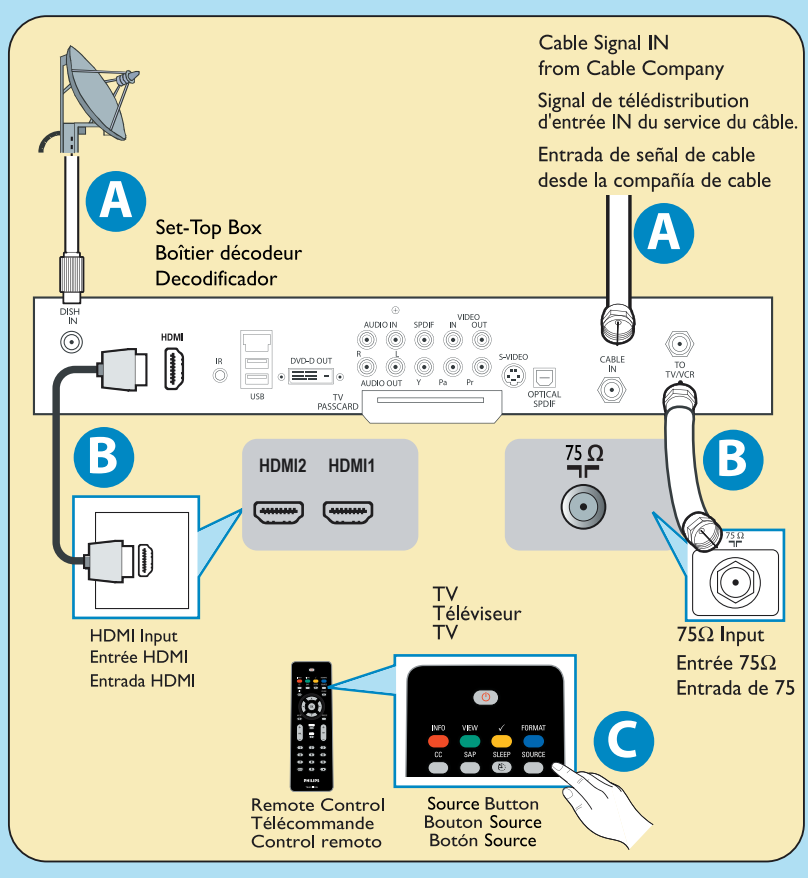 Cable Signal IN
from Cable Company
Signal de télédistribution
d'entrée IN du service du câble.
Entrada de señal de cable
desde la compañía de cable
A
A
Set-Top Box
Boîtier décodeur
Decodificador
DISH
IN
HDMI
IR
USB
DVD-D OUT
TV
PASSCARD
AUDIO IN
SPDIF
VIDEO
IN
OUT
R
L
AUDIO OUT
Y
Pa
Pr
S-VIDEO
OPTICAL
SPDIF
CABLE
IN
TO
TV/VCR
B
HDMI2
HDMI1
75 Ω
B
75 Ω
HDMI Input
Entrée HDMI
Entrada HDMI
TV
Téléviseur
TV
75Ω Input
Entrée 75Ω
Entrada de 75
INFO
VIEW
✓
FORMAT
CC
SAP
SLEEP
SOURCE
C
PHILIPS
Remote Control
Télécommande
Control remoto
Source Button
Bouton Source
Botón Source